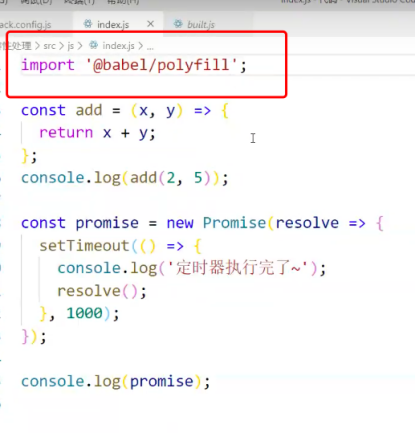 ack.config.js index.js × built.js
性处理 > src > js > index.js > ...
import '@babel/polyfill';
const add = (x, y) => {
return x + y;
};
console.log(add(2, 5));
const promise = new Promise(resolve => {
setTimeout(() => {
console.log('定时器执行完了~');
resolve();
}, 1000);
});
console.log(promise);